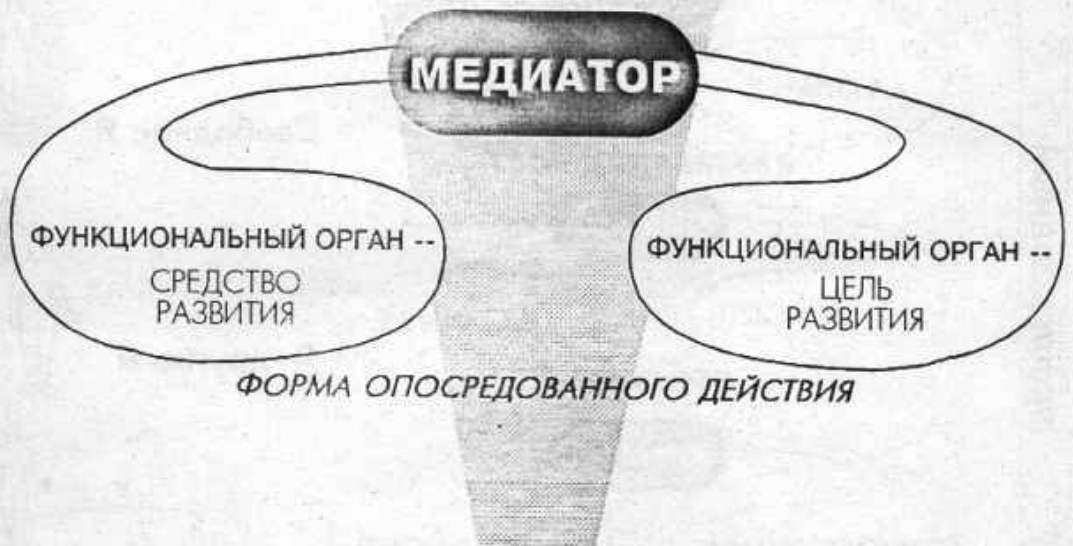 МЕДИАТОР
ФУНКЦИОНАЛЬНЫЙ ОРГАН --
СРЕДСТВО
РАЗВИТИЯ
ФУНКЦИОНАЛЬНЫЙ ОРГАН --
ЦЕЛЬ
РАЗВИТИЯ
ФОРМА ОПОСРЕДОВАННОГО ДЕЙСТВИЯ